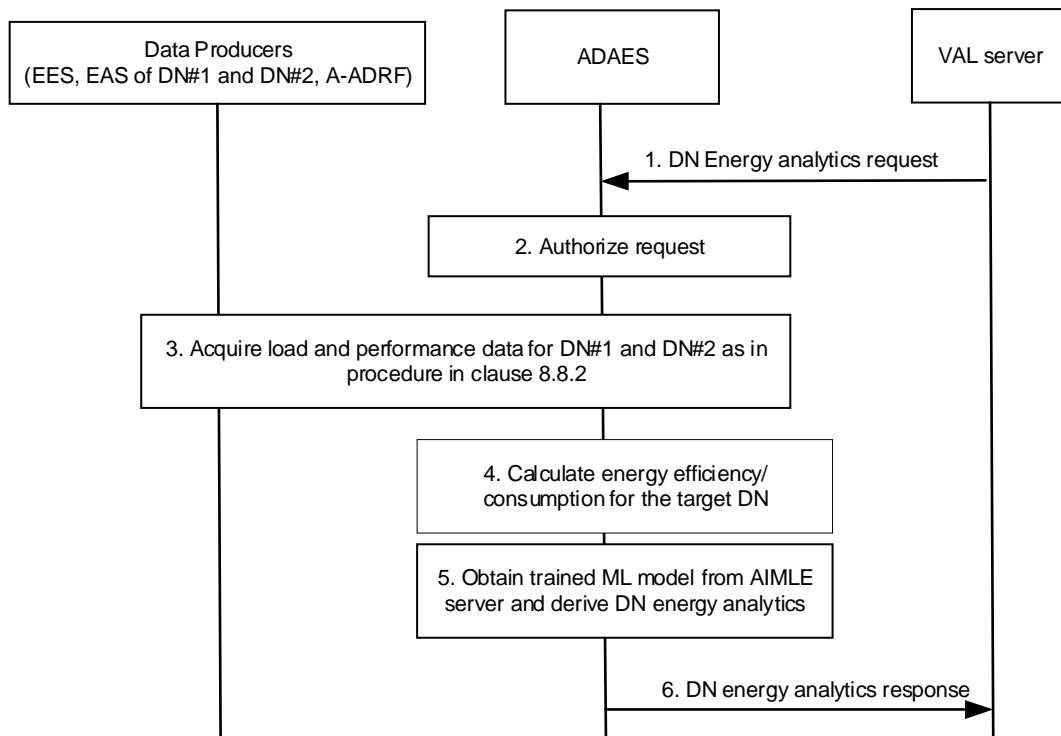 Data Producers
(EES, EAS of DN#1 and DN#2, A-ADRF)
ADAES
VAL server
1. DN Energy analytics request
2. Authorize request
3. Acquire load and performance data for DN#1 and DN#2 as in
procedure in clause 8.8.2
4. Calculate energy efficiency/
consumption for the target DN
5. Obtain trained ML model from AIMLE
server and derive DN energy analytics
6. DN energy analytics response